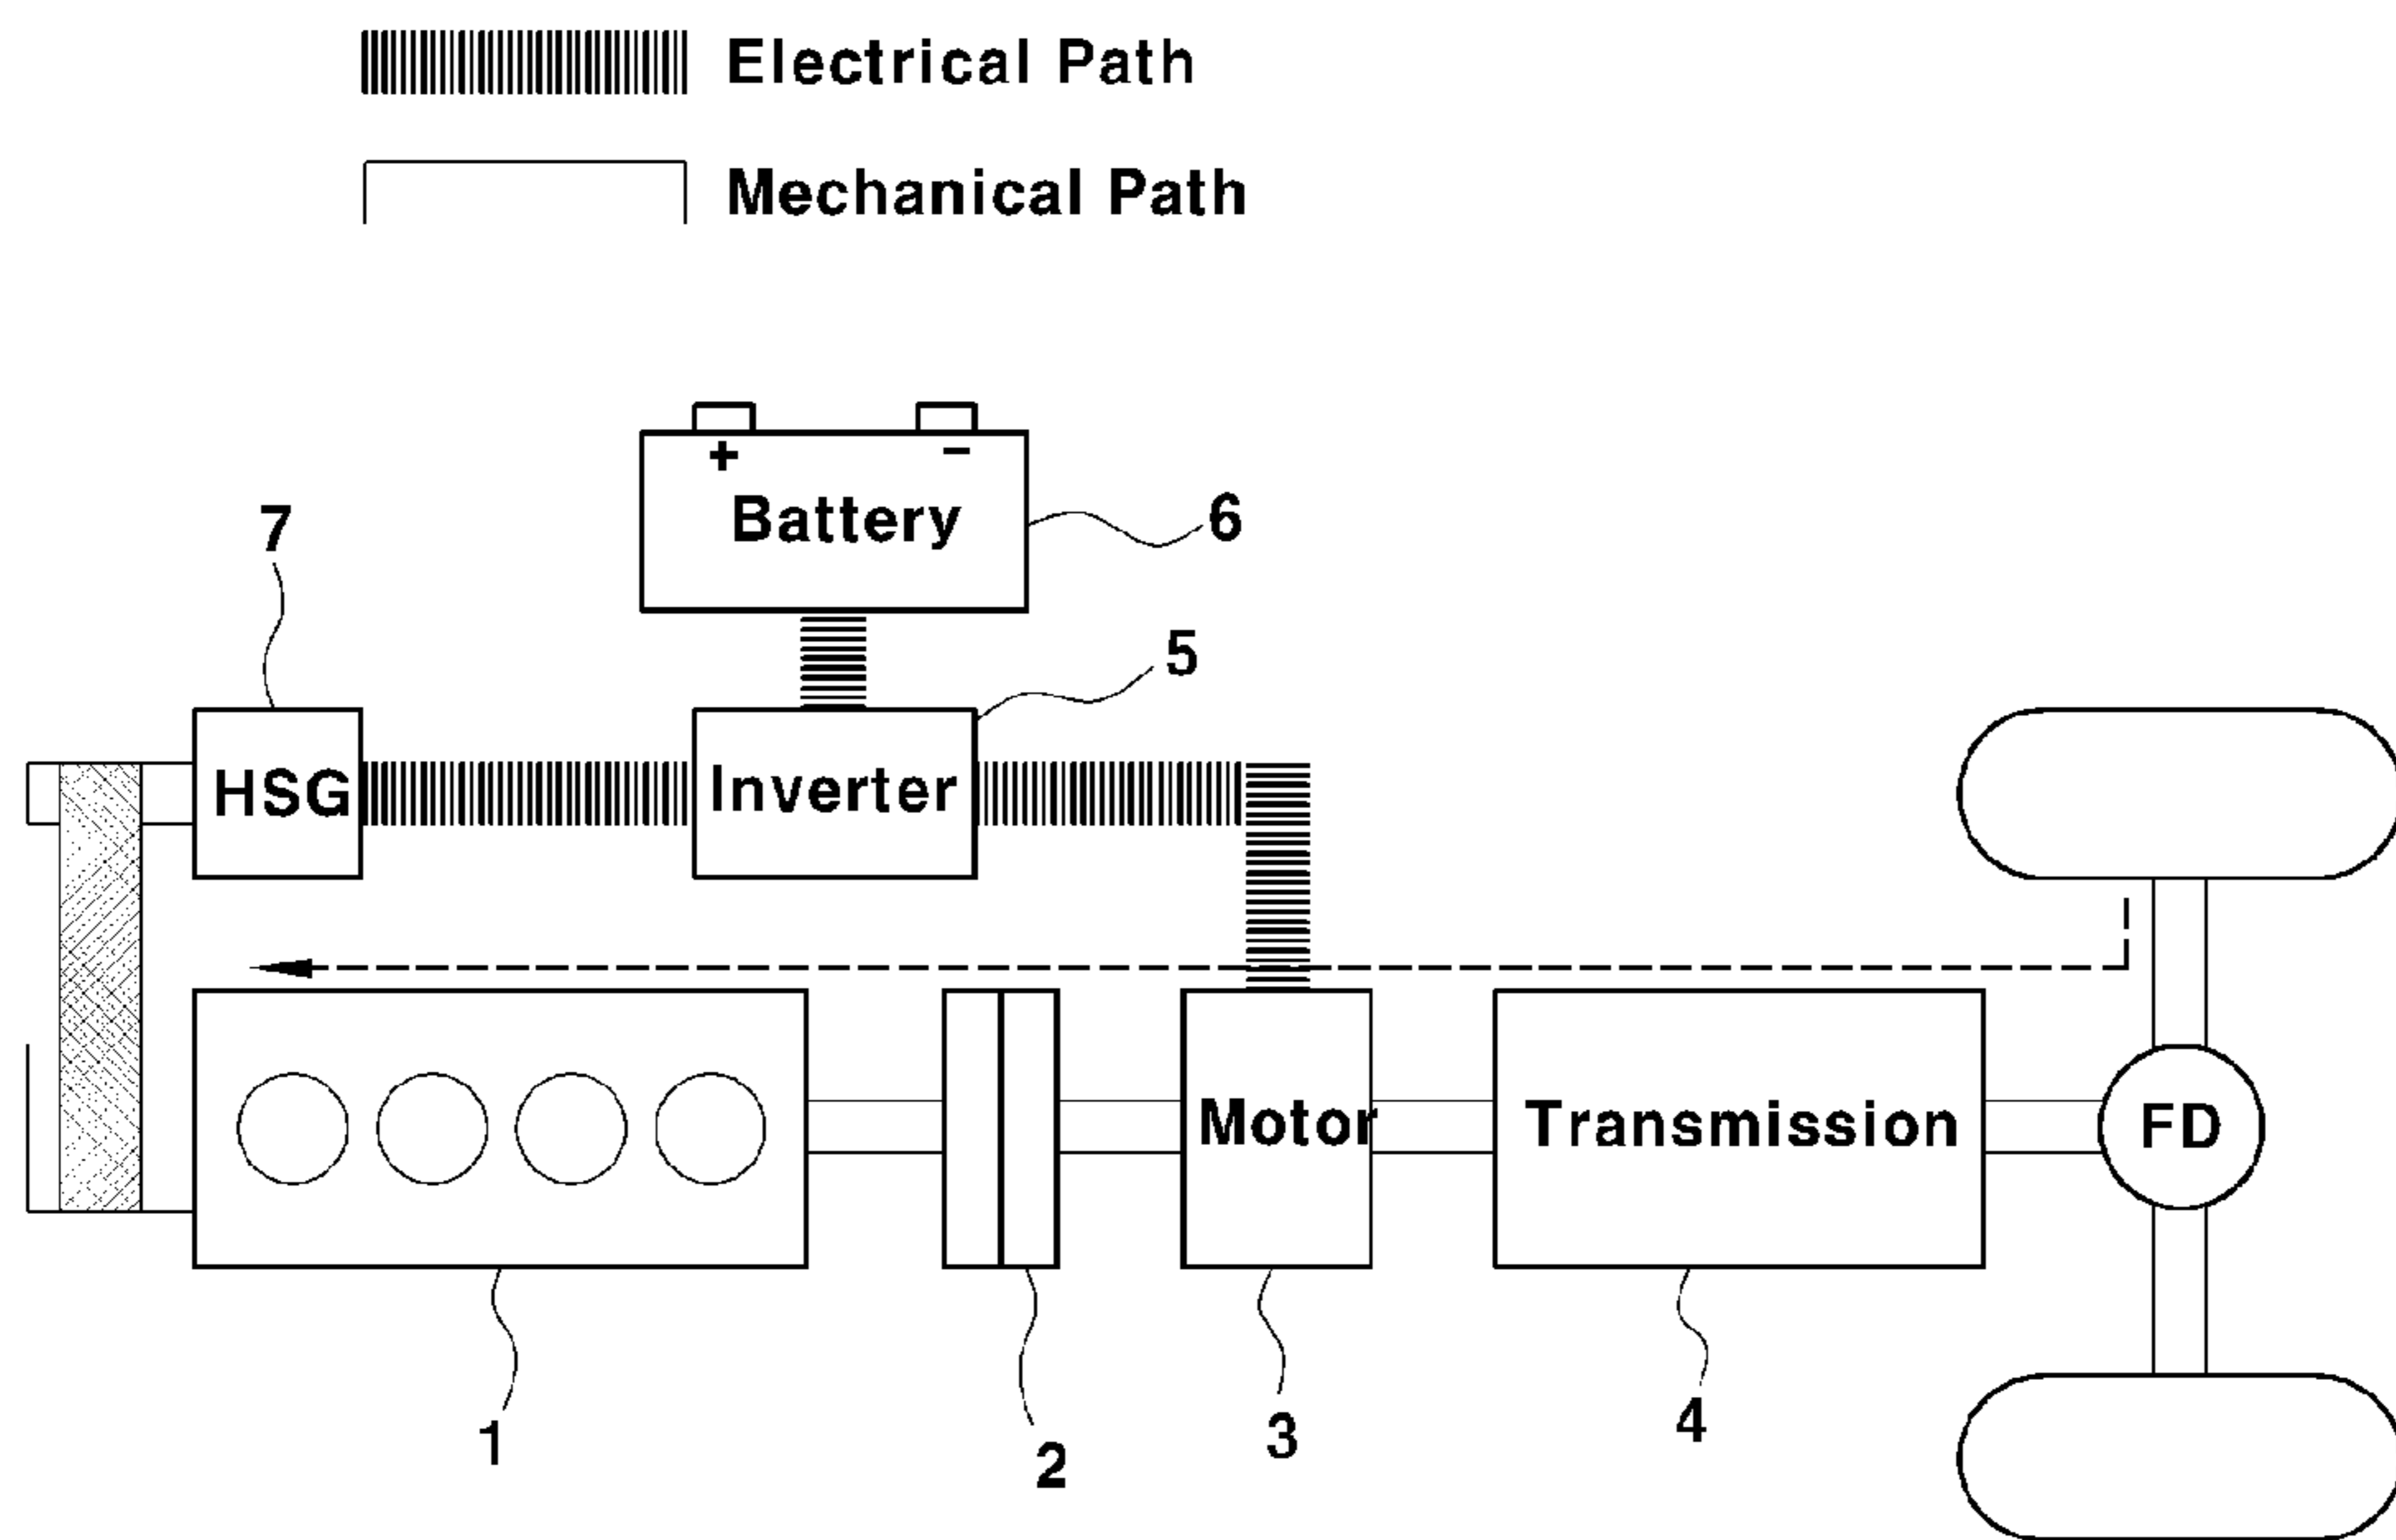 Electrical Path
Mechanical Path
+ −
Battery
6
7
5
HSG
Inverter
Motor
Transmission
FD
1
2
3
4